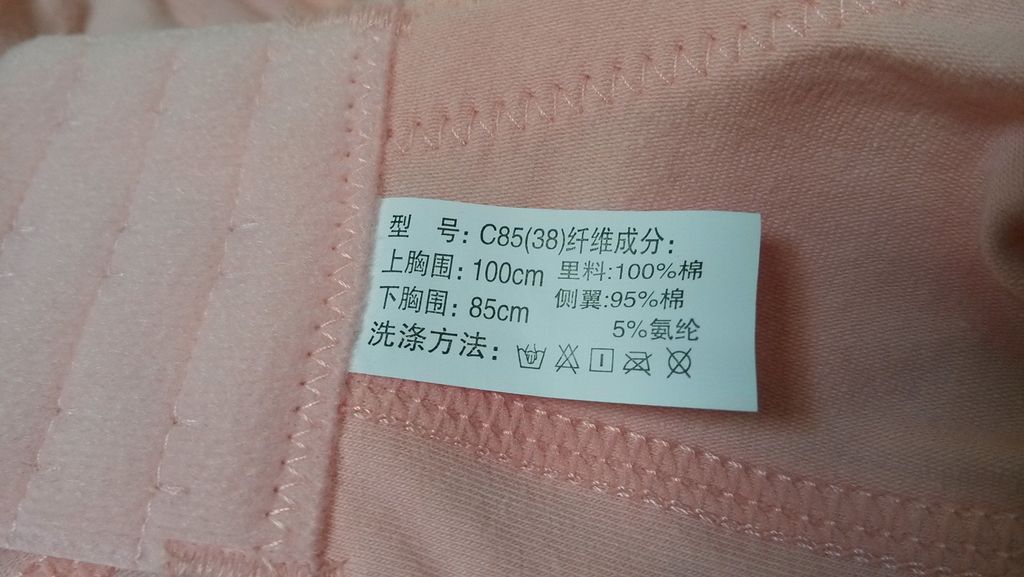 型 号: C85(38)纤维成分:
上胸围: 100cm 里料:100%棉
下胸围: 85cm 侧翼:95%棉
5%氨纶
洗涤方法: